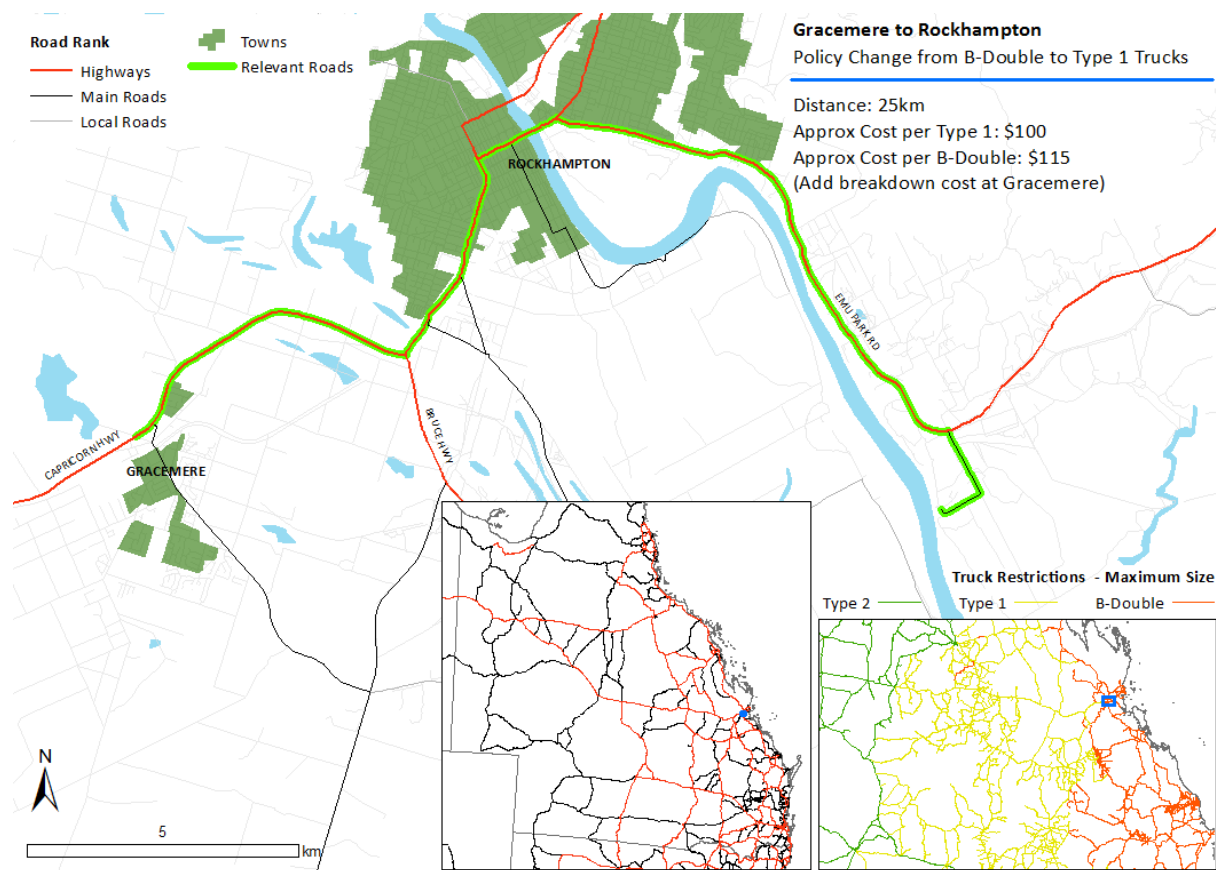 Road Rank
Highways
Main Roads
Local Roads
Towns
Relevant Roads
Gracemere to Rockhampton
Policy Change from B-Double to Type 1 Trucks
Distance: 25km
Approx Cost per Type 1: $100
Approx Cost per B-Double: $115
(Add breakdown cost at Gracemere)
ROCKHAMPTON
EMU PARK RD
CAPRICORN HWY
BRUCE HWY
GRACEMERE
Truck Restrictions - Maximum Size
Type 2
Type 1
B-Double
N
5
km